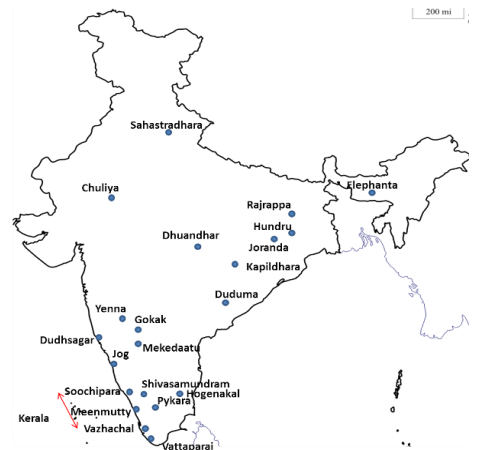 200 mi
Sahastradhara
Chuliya
Elephanta
Rajrappa
Hundru
Dhuandhar
Joranda
Kapildhara
Duduma
Yenna
Gokak
Dudhsagar
Mekedaatu
Jog
Shivasamundram
Soochipara
Hogenakal
Pykara
Meenmutty
Kerala
Vazhachal
Vattaparai